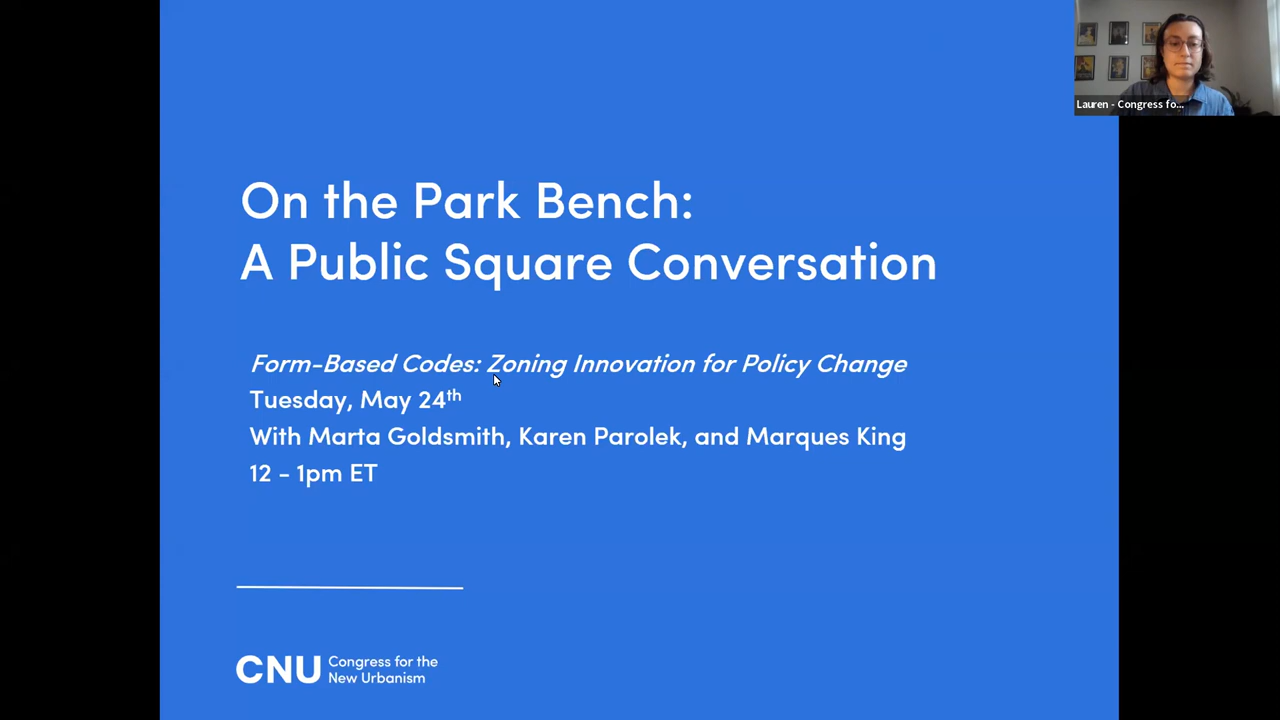 Lauren - Congress fo...
On the Park Bench:
A Public Square Conversation
Form-Based Codes: Zoning Innovation for Policy Change
Tuesday, May 24th
With Marta Goldsmith, Karen Parolek, and Marques King
12 - 1pm ET
CNU Congress for the
New Urbanism